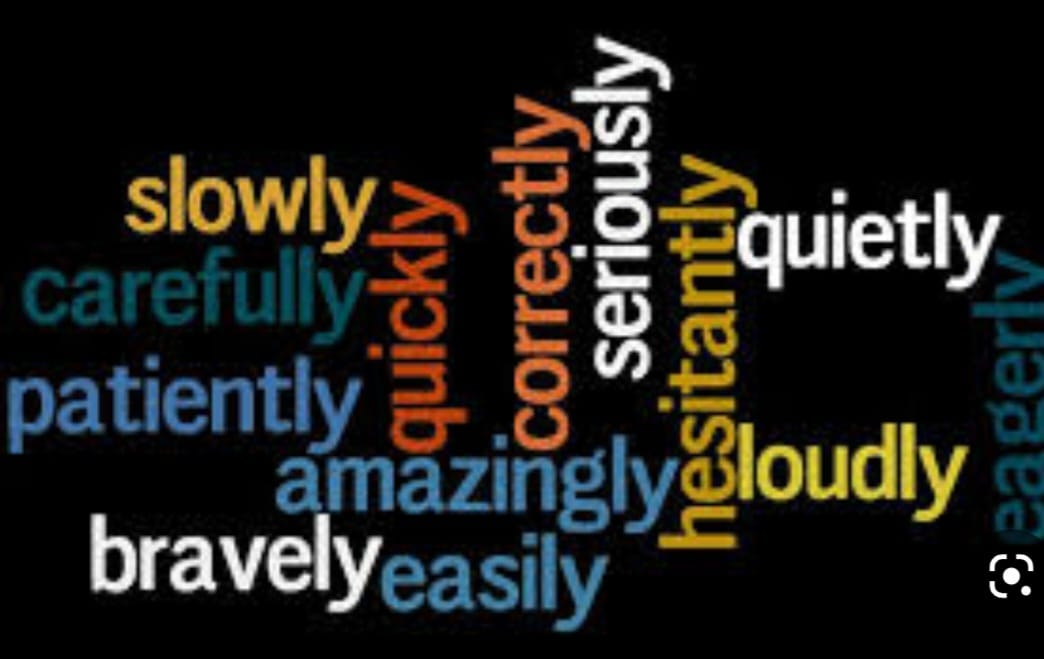 seriously
correctly
slowly
quickly
hesitantly
quietly
carefully
eagerly
patiently
amazingly
loudly
bravely
easily